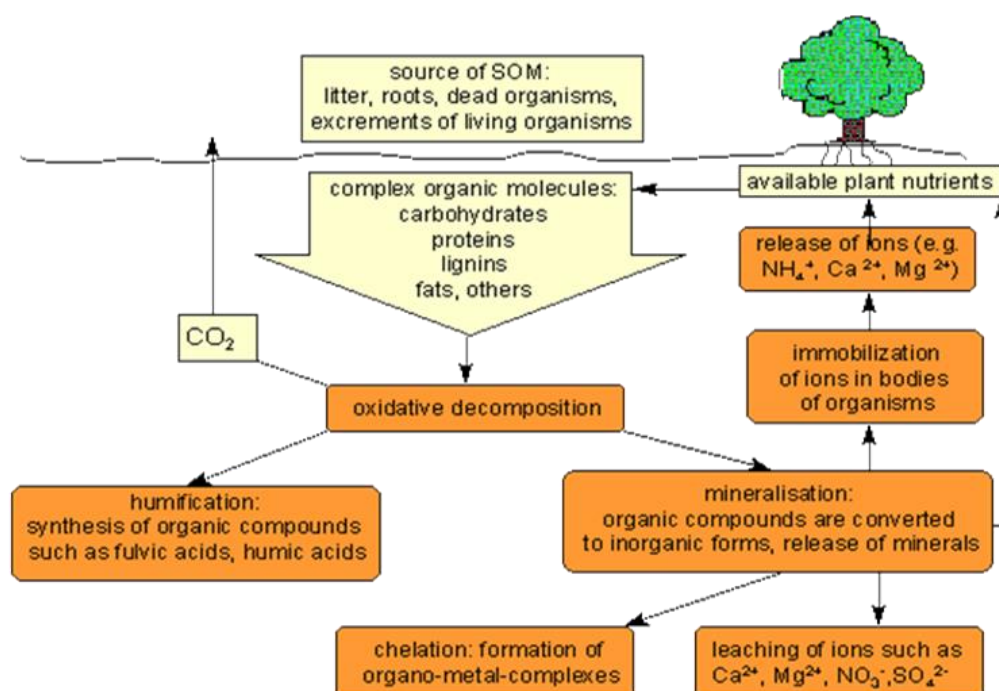 source of SOM:
litter, roots, dead organisms,
excrements of living organisms
complex organic molecules:
carbohydrates
proteins
lignins
fats, others
available plant nutrients
release of ions (e.g.
NH₄⁺, Ca ²⁺, Mg ²⁺)
CO₂
immobilization
of ions in bodies
of organisms
oxidative decomposition
humification:
synthesis of organic compounds
such as fulvic acids, humic acids
mineralisation:
organic compounds are converted
to inorganic forms, release of minerals
chelation: formation of
organo-metal-complexes
leaching of ions such as
Ca²⁺, Mg²⁺, NO₃⁻,SO₄²⁻